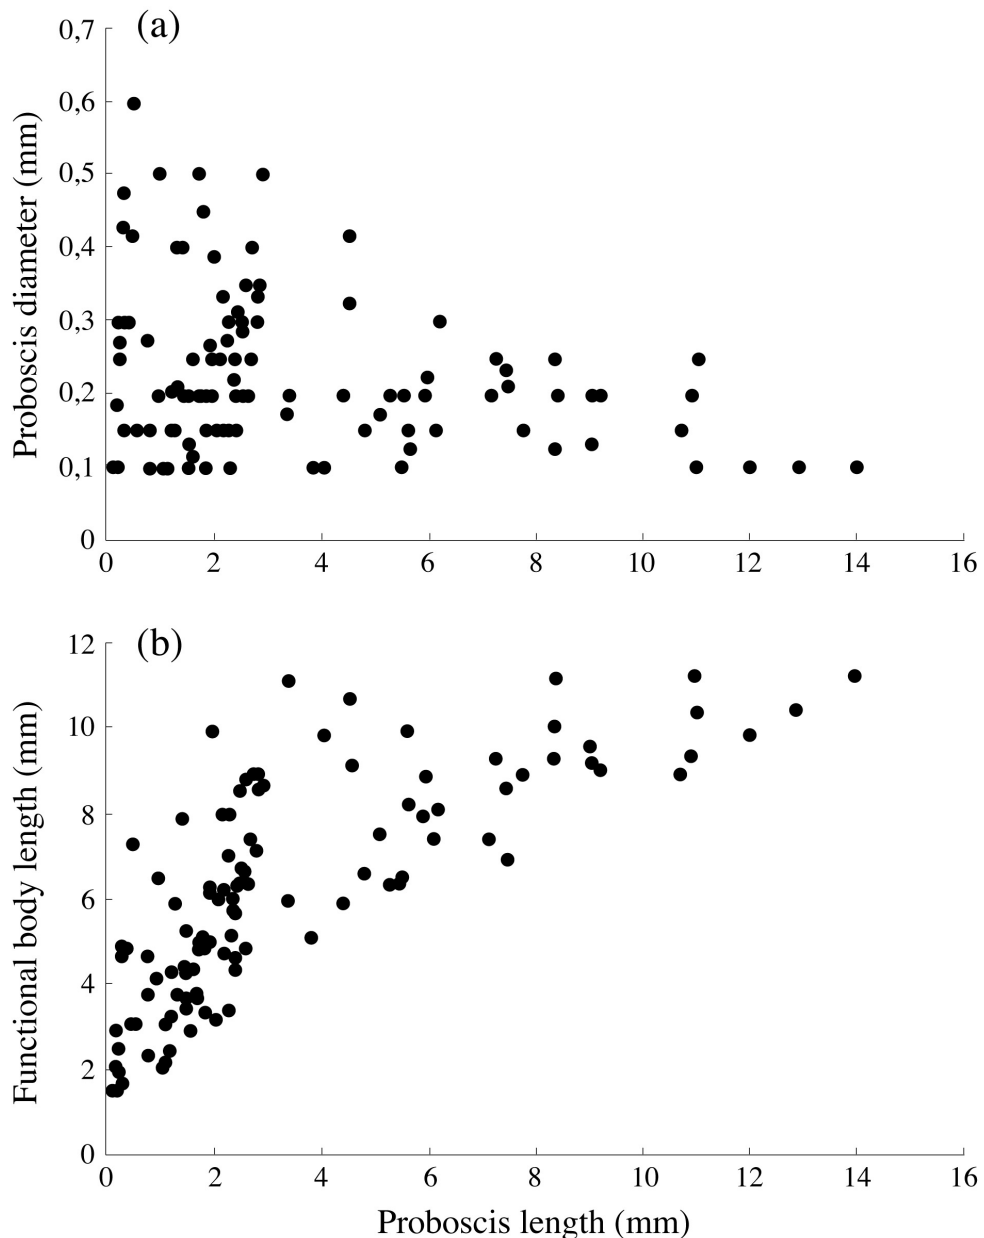 (a)
0,7
0,6
0,5
0,4
0,3
0,2
0,1
0
Proboscis diameter (mm)
0 2 4 6 8 10 12 14 16
(b)
12
10
8
6
4
2
0
Functional body length (mm)
0 2 4 6 8 10 12 14 16
Proboscis length (mm)